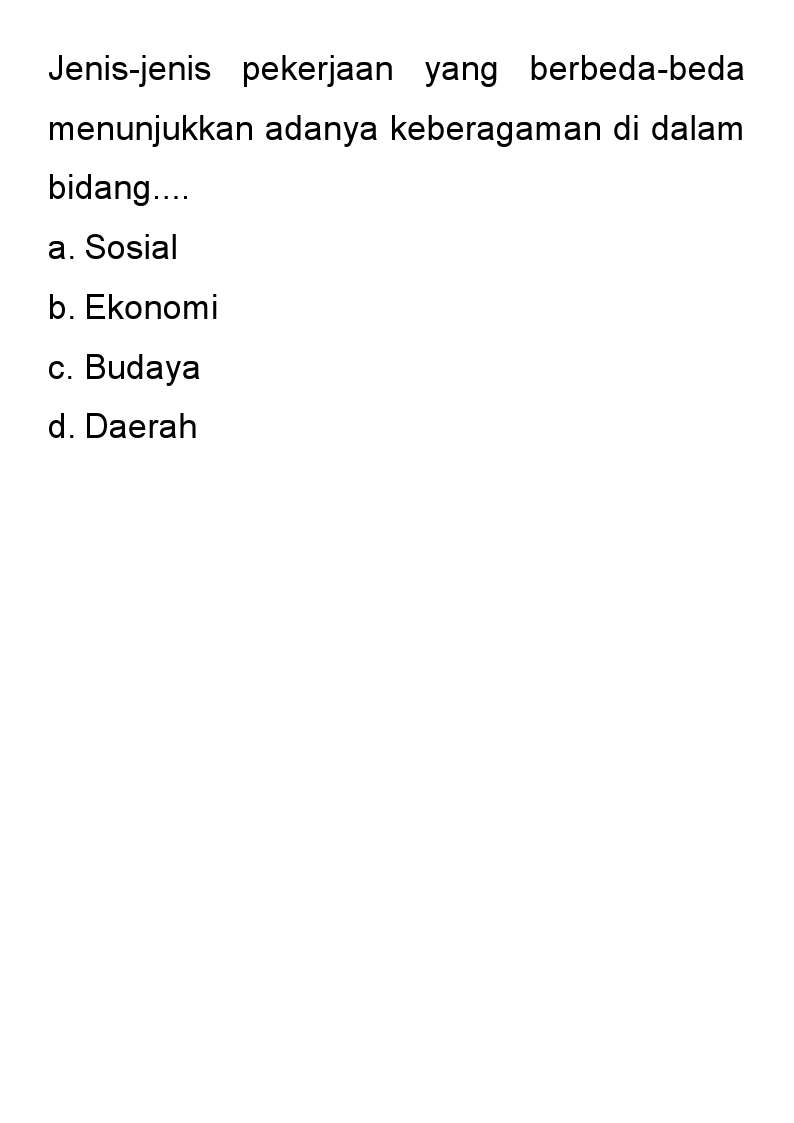 Jenis-jenis pekerjaan yang berbeda-beda
menunjukkan adanya keberagaman di dalam
bidang....
a. Sosial
b. Ekonomi
c. Budaya
d. Daerah